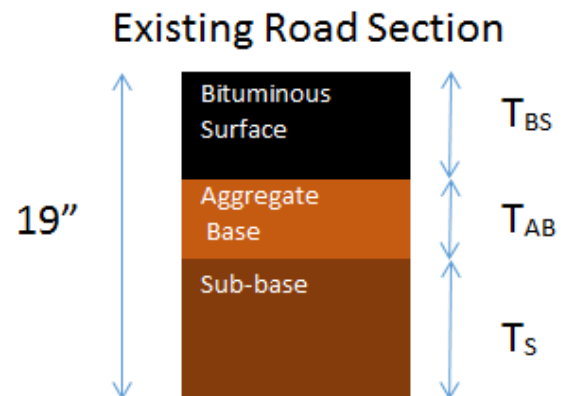 Existing Road Section
Bituminous
Surface
T_BS
19”
Aggregate
Base
T_AB
Sub-base
T_S